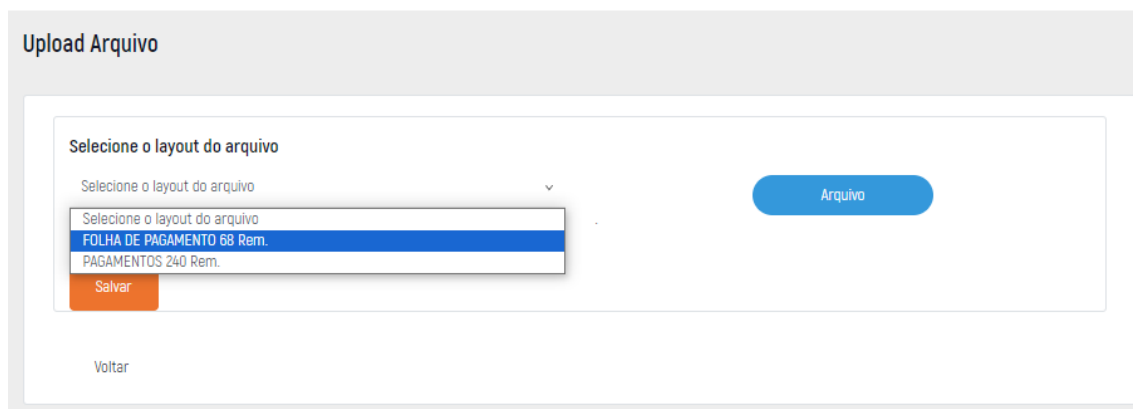 Upload Arquivo
Selecione o layout do arquivo
Selecione o layout do arquivo
Arquivo
Selecione o layout do arquivo
FOLHA DE PAGAMENTO 68 Rem.
PAGAMENTOS 240 Rem.
Salvar
Voltar